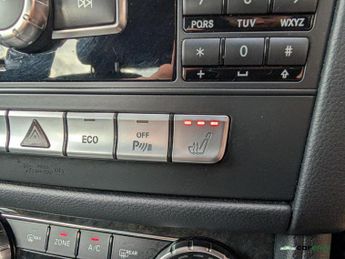 PQRS TUV WXYZ
* 0 #
+
ECO
OFF
P
ZONE
A/C
REAR